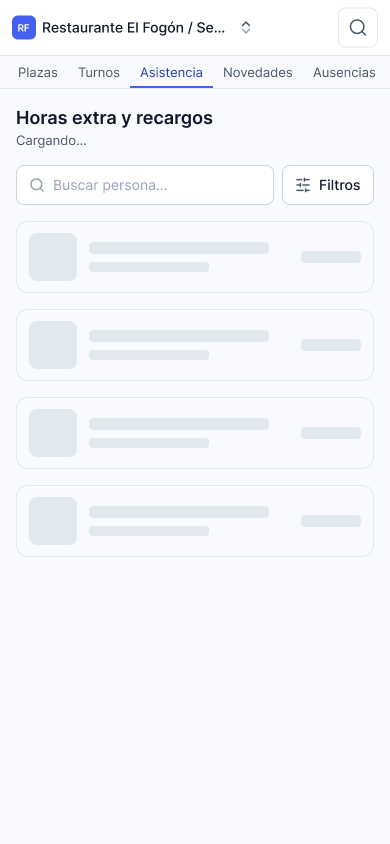 RF Restaurante El Fogón / Se...
Plazas Turnos Asistencia Novedades Ausencias
Horas extra y recargos
Cargando...
Buscar persona... Filtros